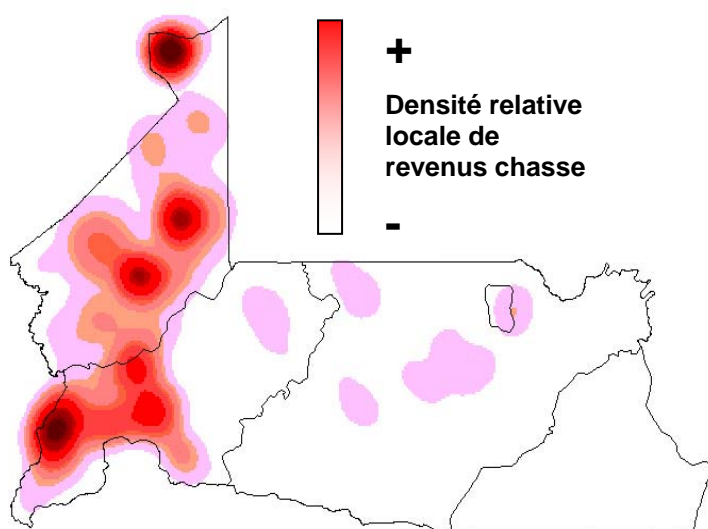 +
Densité relative
locale de
revenus chasse
-